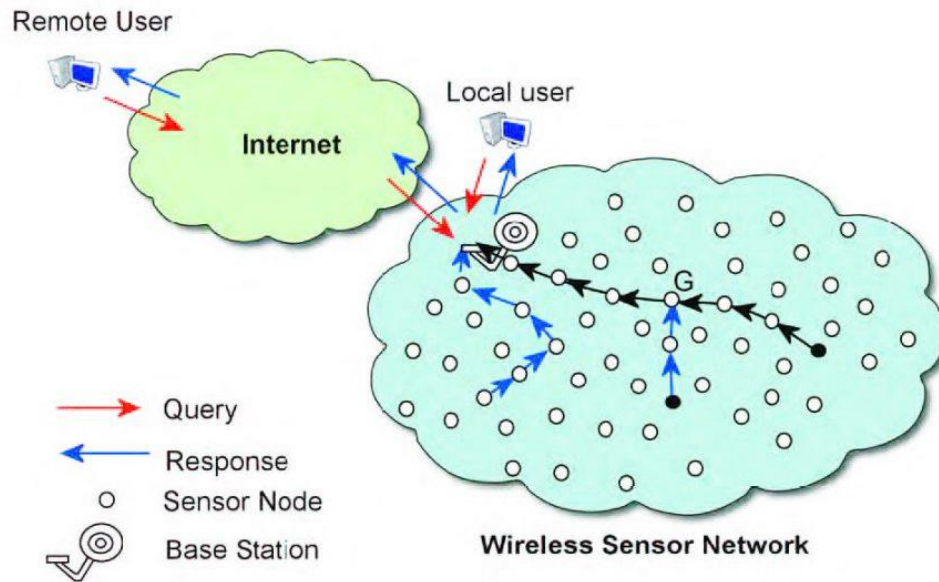 Remote User
Local user
Internet
G
Query
Response
Sensor Node
Base Station
Wireless Sensor Network